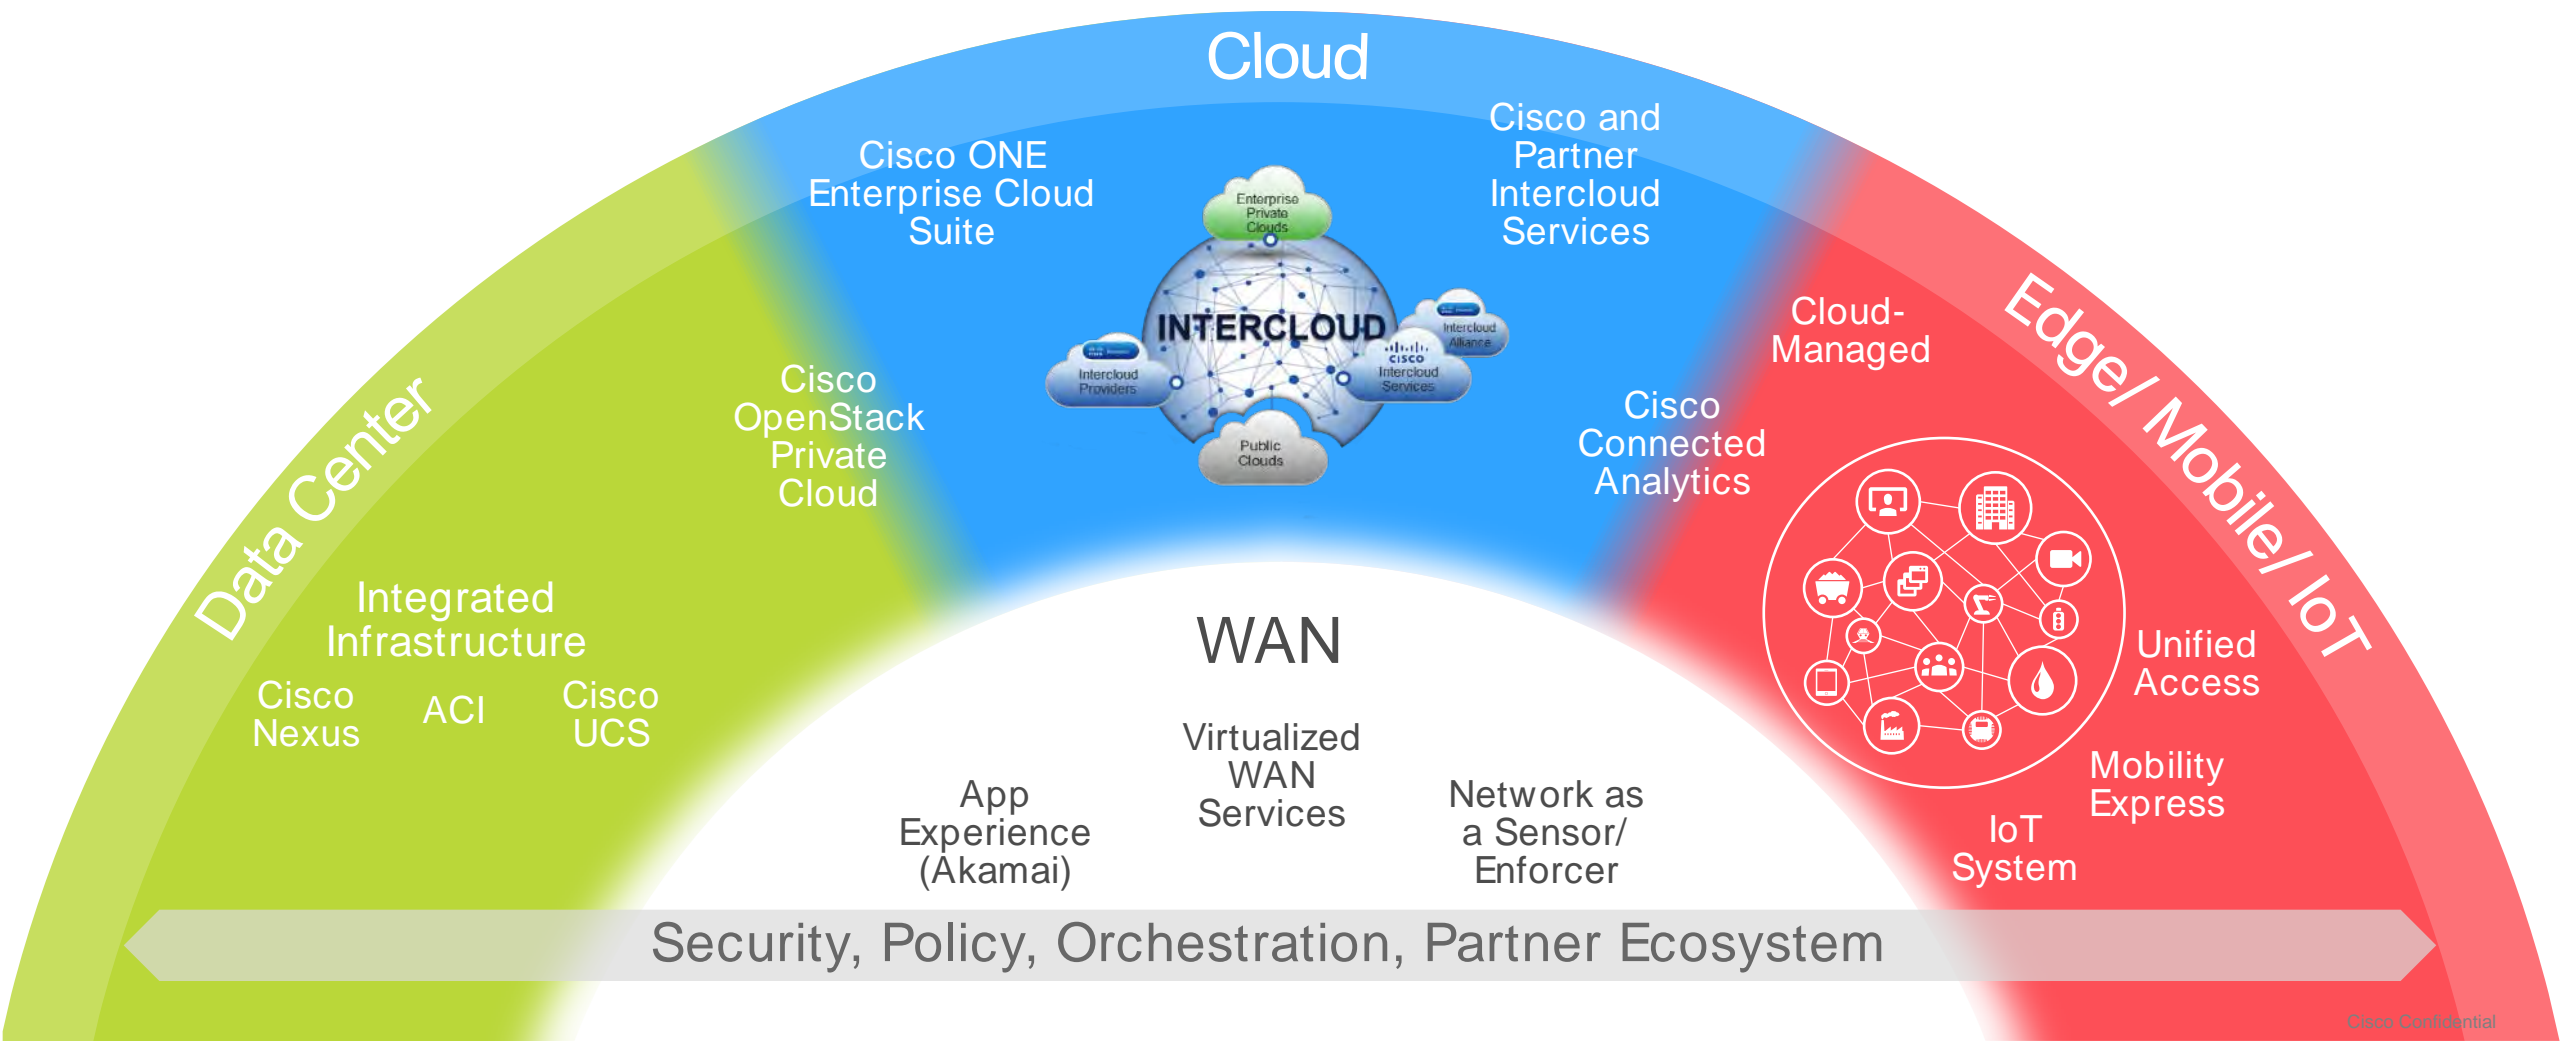 Cloud
Cisco ONE
Enterprise Cloud
Suite
Cisco and
Partner
Intercloud
Services
Enterprise
Private
Clouds
INTERCLOUD
Intercloud
Providers
Intercloud
Alliance
CISCO
Intercloud
Services
Public
Clouds
Cisco
OpenStack
Private
Cloud
Cisco
Connected
Analytics
Data Center
Integrated
Infrastructure
Cisco
Nexus
ACI
Cisco
UCS
Edge/ Mobile/ IoT
Cloud-
Managed
Unified
Access
Mobility
Express
IoT
System
WAN
App
Experience
(Akamai)
Virtualized
WAN
Services
Network as
a Sensor/
Enforcer
Security, Policy, Orchestration, Partner Ecosystem
Cisco Confidential